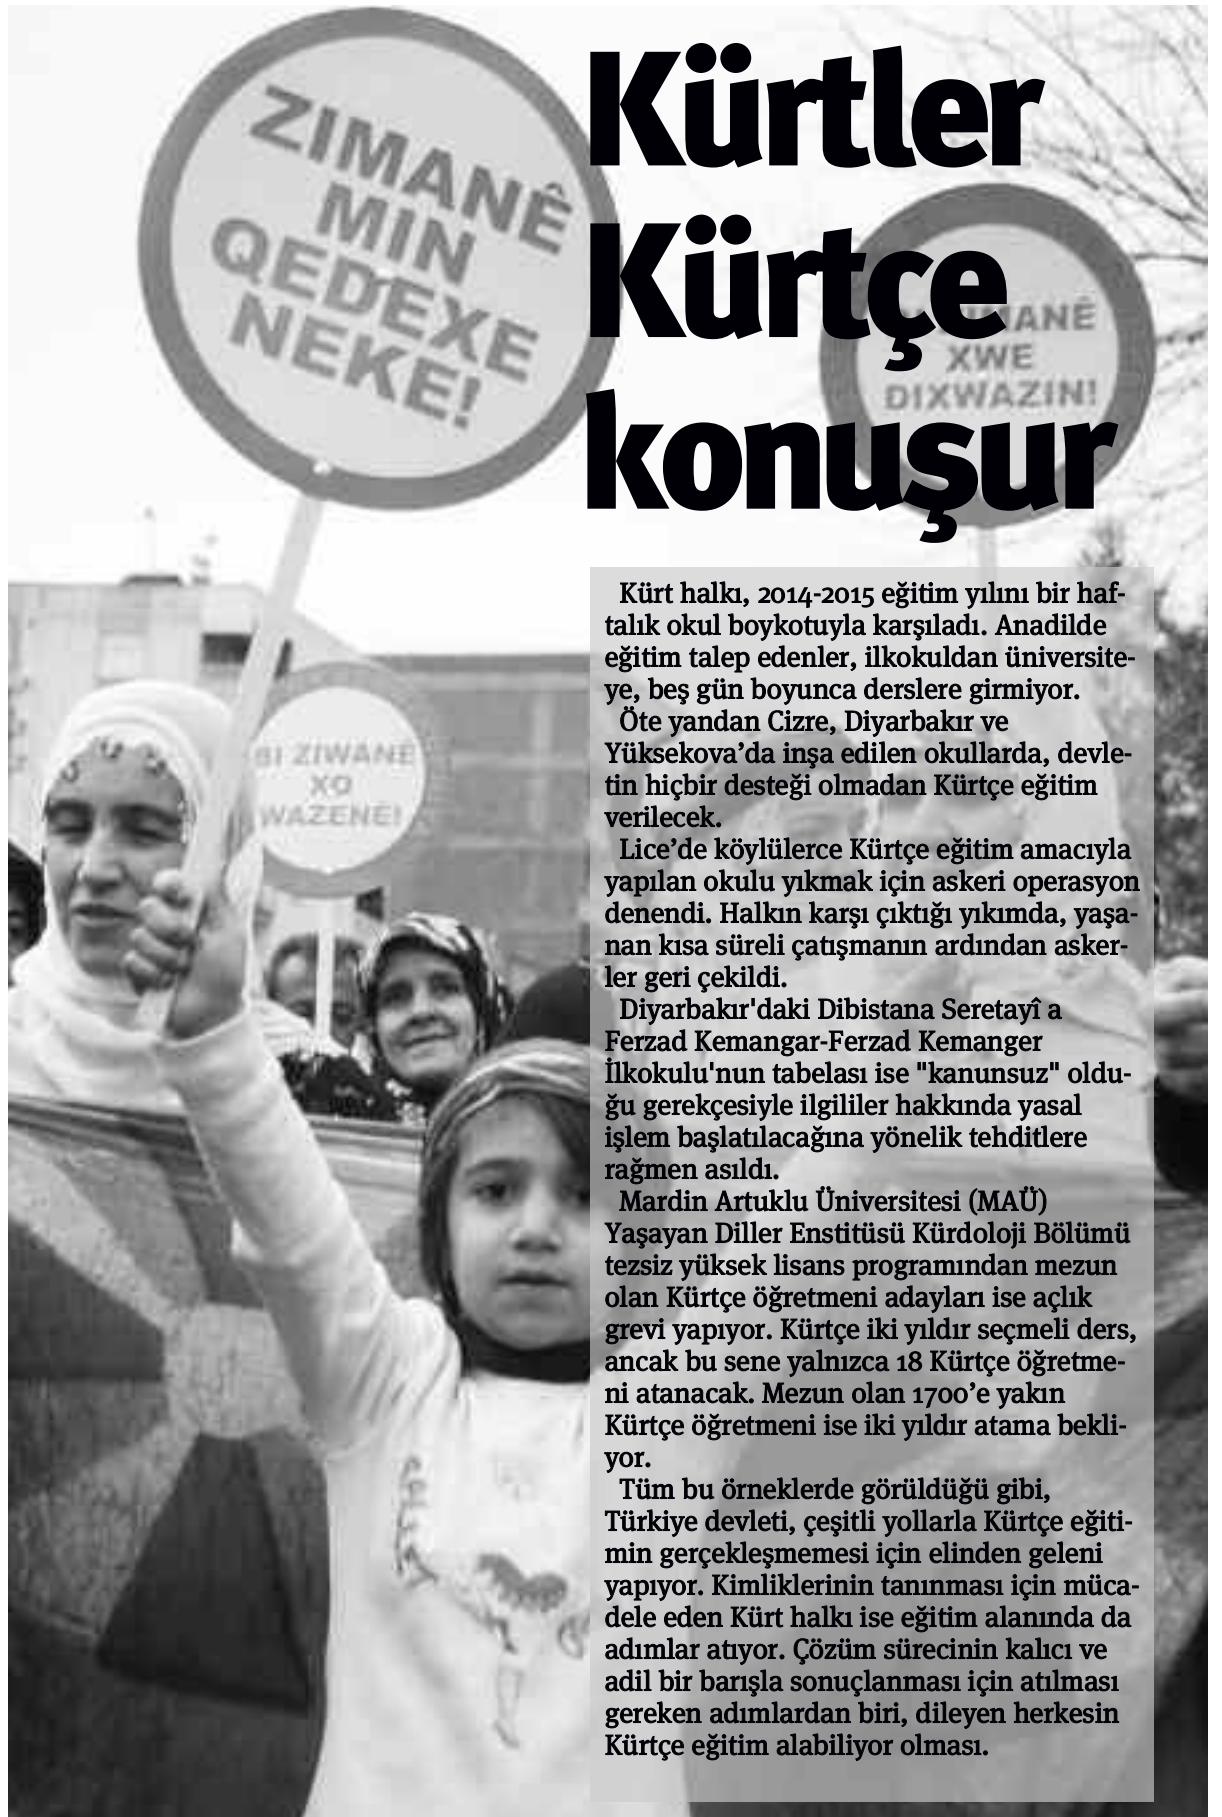 ZIMANÊ
MIN
QEDEXE
NEKE!
Kürtler
Kürtçe
konuşur
XWE
DIXWAZIN!
BI ZIWANE
XO
WAZENE!
Kürt halkı, 2014-2015 eğitim yılını bir haf-
talık okul boykotuyla karşıladı. Anadilde
eğitim talep edenler, ilkokuldan üniversite-
ye, beş gün boyunca derslere girmiyor.
Öte yandan Cizre, Diyarbakır ve
Yüksekova’da inşa edilen okullarda, devle-
tin hiçbir desteği olmadan Kürtçe eğitim
verilecek.
Lice’de köylülerce Kürtçe eğitim amacıyla
yapılan okulu yıkmak için askeri operasyon
denendi. Halkın karşı çıktığı yıkımda, yaşa-
nan kısa süreli çatışmanın ardından asker-
ler geri çekildi.
Diyarbakır'daki Dibistana Seretayî a
Ferzad Kemangar-Ferzad Kemanger
İlkokulu'nun tabelası ise "kanunsuz" oldu-
ğu gerekçesiyle ilgililer hakkında yasal
işlem başlatılacağına yönelik tehditlere
rağmen asıldı.
Mardin Artuklu Üniversitesi (MAÜ)
Yaşayan Diller Enstitüsü Kürdoloji Bölümü
tezsiz yüksek lisans programından mezun
olan Kürtçe öğretmeni adayları ise açlık
grevi yapıyor. Kürtçe iki yıldır seçmeli ders,
ancak bu sene yalnızca 18 Kürtçe öğretme-
ni atanacak. Mezun olan 1700’e yakın
Kürtçe öğretmeni ise iki yıldır atama bekli-
yor.
Tüm bu örneklerde görüldüğü gibi,
Türkiye devleti, çeşitli yollarla Kürtçe eğiti-
min gerçekleşmemesi için elinden geleni
yapıyor. Kimliklerinin tanınması için müca-
dele eden Kürt halkı ise eğitim alanında da
adımlar atıyor. Çözüm sürecinin kalıcı ve
adil bir barışla sonuçlanması için atılması
gereken adımlardan biri, dileyen herkesin
Kürtçe eğitim alabiliyor olması.